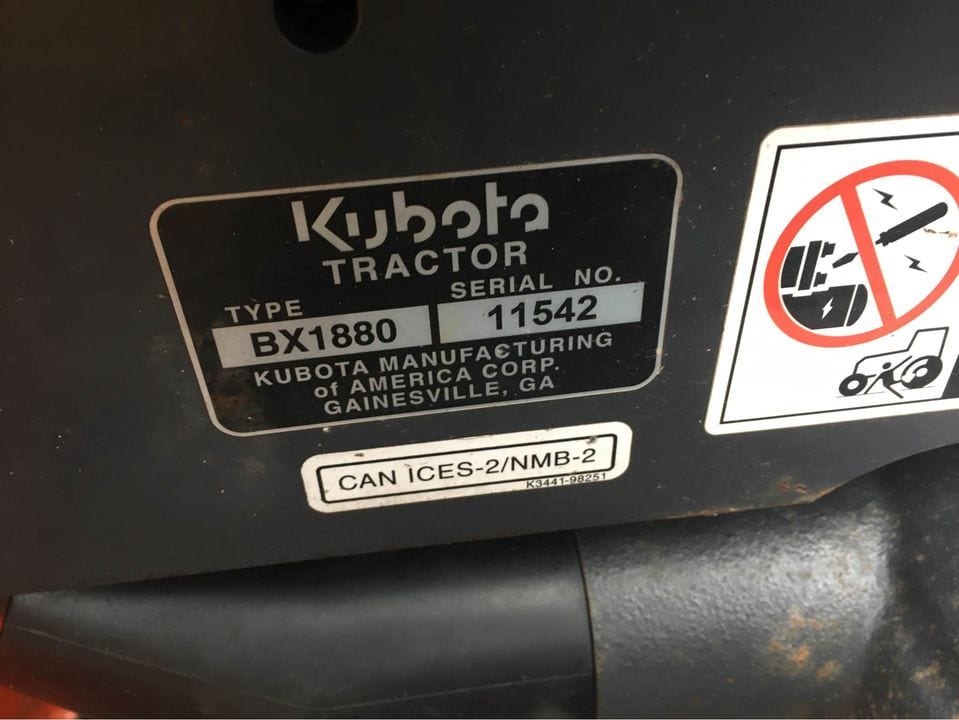 Kubota
TRACTOR
TYPE
SERIAL NO.
BX1880
11542
KUBOTA MANUFACTURING
of AMERICA CORP.
GAINESVILLE, GA
CAN ICES-2/NMB-2
K3441-98251